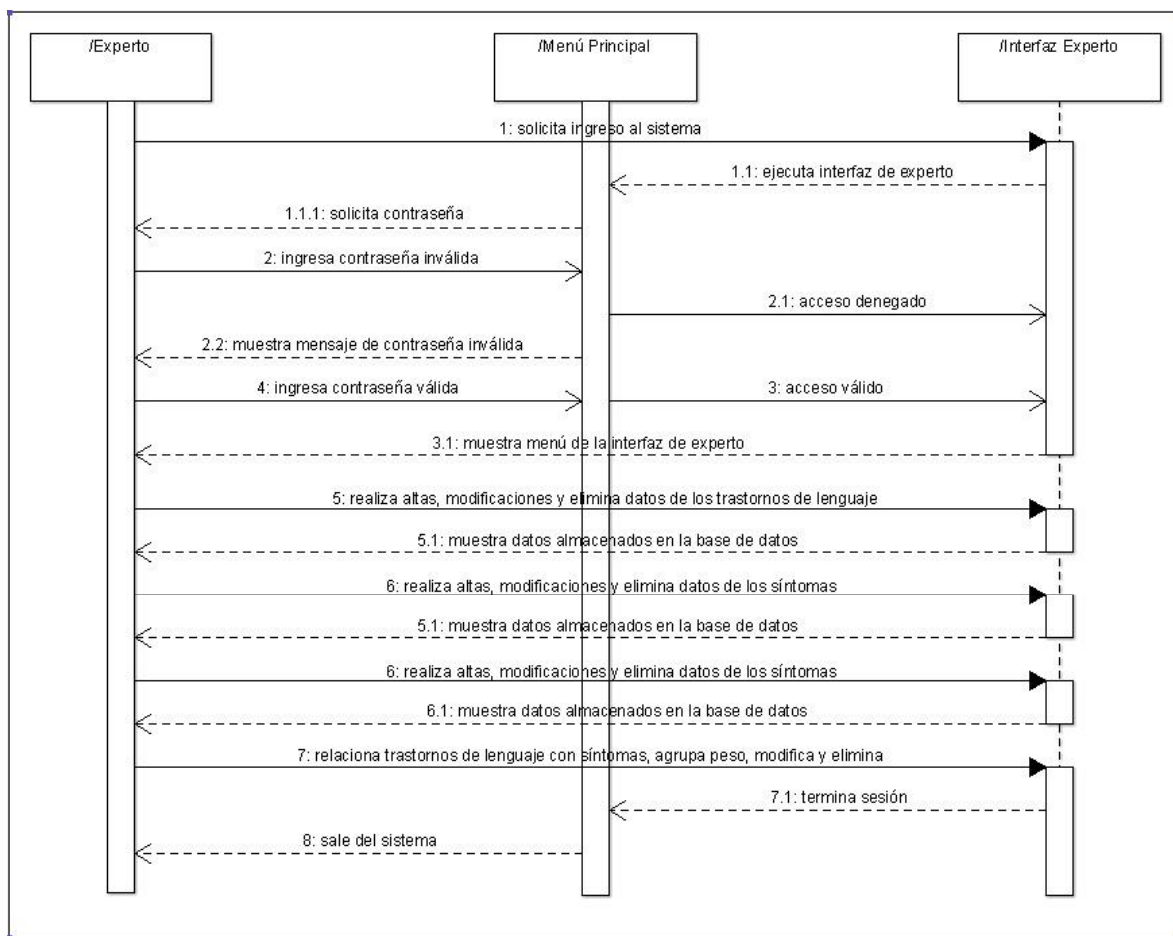 /Experto
/Menú Principal
/Interfaz Experto
1: solicita ingreso al sistema
1.1: ejecuta interfaz de experto
1.1.1: solicita contraseña
2: ingresa contraseña inválida
2.1: acceso denegado
2.2: muestra mensaje de contraseña inválida
4: ingresa contraseña válida
3: acceso válido
3.1: muestra menú de la interfaz de experto
5: realiza altas, modificaciones y elimina datos de los trastornos de lenguaje
5.1: muestra datos almacenados en la base de datos
6: realiza altas, modificaciones y elimina datos de los síntomas
5.1: muestra datos almacenados en la base de datos
6: realiza altas, modificaciones y elimina datos de los síntomas
6.1: muestra datos almacenados en la base de datos
7: relaciona trastornos de lenguaje con síntomas, agrupa peso, modifica y elimina
7.1: termina sesión
8: sale del sistema